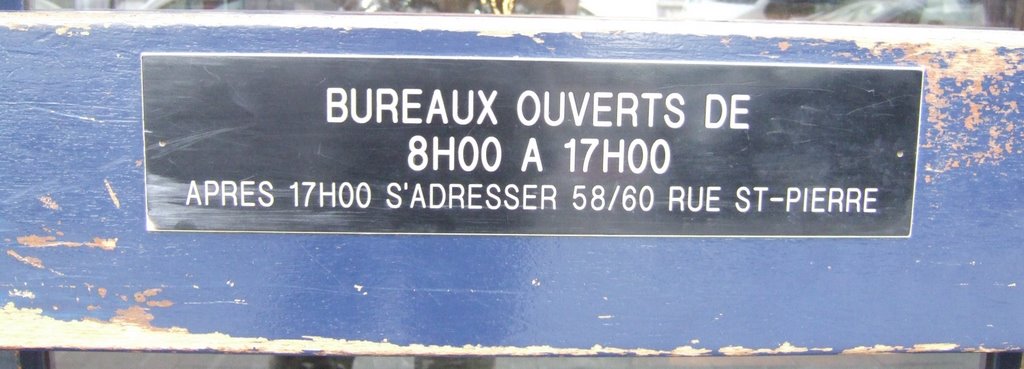 BUREAUX OUVERTS DE
8H00 A 17H00
APRES 17H00 S'ADRESSER 58/60 RUE ST-PIERRE